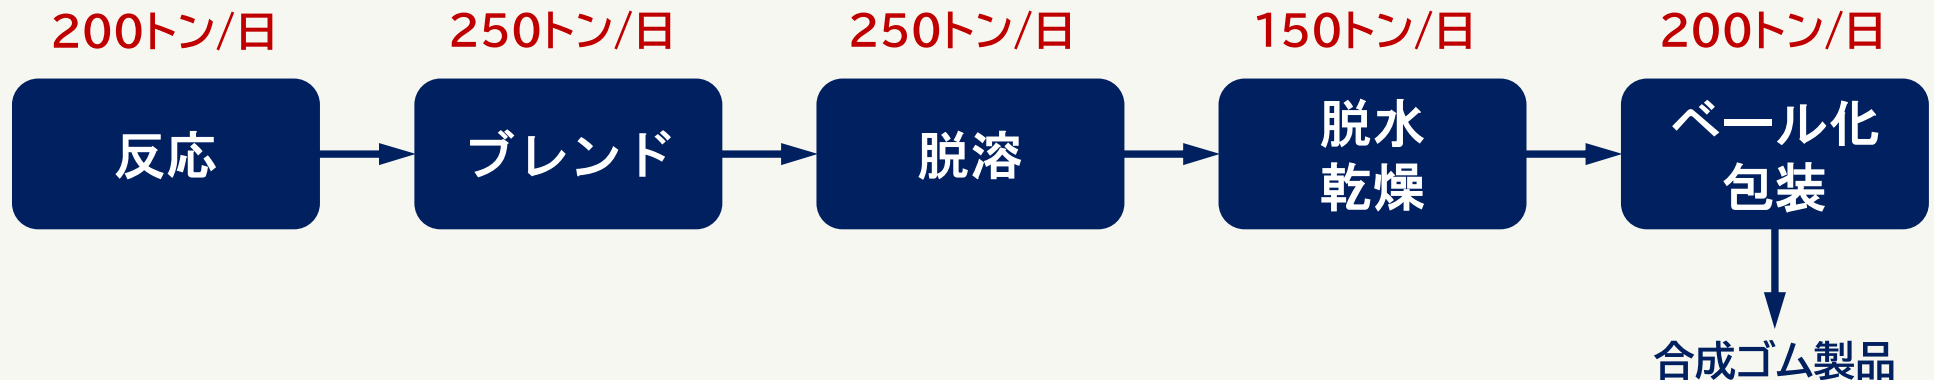 200トン/日
250トン/日
250トン/日
150トン/日
200トン/日
反応
ブレンド
脱溶
脱水
乾燥
ベール化
包装
合成ゴム製品